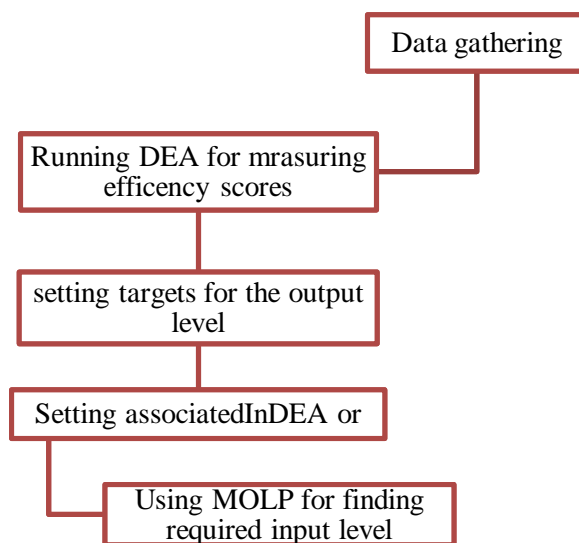 Data gathering
Running DEA for mrasuring
efficency scores
setting targets for the output
level
Setting associatedInDEA or
Using MOLP for finding
required input level